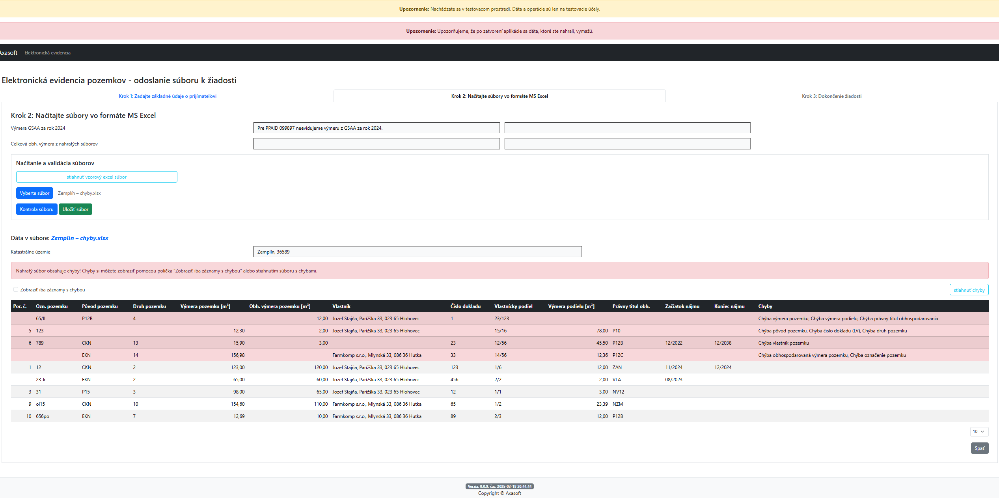 Upozornenie: Nachádzate sa v testovacom prostredí. Dáta a operácie sú len na testovacie účely.
Upozornenie: Upozorňujeme, že po zatvorení aplikácie sa dáta, ktoré ste nahrali, vymažú.
Axasoft Elektronická evidencia
Elektronická evidencia pozemkov - odoslanie súboru k žiadosti
Krok 1: Zadajte základné údaje o prijímateľovi Krok 2: Načítajte súbory vo formáte MS Excel Krok 3: Dokončenie žiadosti
Krok 2: Načítajte súbory vo formáte MS Excel
Výmera GSAA za rok 2024 Pre PPAID 099897 neevidujeme výmeru z GSAA za rok 2024.
Celková obh. výmera z nahratých súborov
Načítanie a validácia súborov
stiahnuť vzorový excel súbor
Vyberte súbor Zemplín – chyby.xlsx
Kontrola súboru Uložiť súbor
Dáta v súbore: Zemplín – chyby.xlsx
Katastrálne územie Zemplín, 36589
Nahratý súbor obsahuje chyby! Chyby si môžete zobraziť pomocou políčka "Zobraziť iba záznamy s chybou" alebo stiahnutím súboru s chybami.
Zobraziť iba záznamy s chybou stiahnuť chyby
Por. č. Ozn. pozemku Pôvod pozemku Druh pozemku Výmera pozemku [m²] Obh. výmera pozemku [m²] Vlastník Číslo dokladu Vlastnícky podiel Výmera podielu [m²] Právny titul obh. Začiatok nájmu Koniec nájmu Chyby
65/II P12B 4 12,00 Jozef Stajňa, Parížška 33, 023 65 Hlohovec 1 23/123 Chýba výmera pozemku, Chýba výmera podielu, Chýba právny titul obhospodarovania
5 123 12,30 2,00 Jozef Stajňa, Parížška 33, 023 65 Hlohovec 15/16 78,00 P10 Chýba pôvod pozemku, Chýba čislo dokladu (LV), Chýba druh pozemku
6 789 CKN 13 15,90 3,00 23 12/56 45,50 P12B 12/2022 12/2038 Chýba vlastník pozemku
EKN 14 156,98 Farmkomp s.r.o., Mlynská 33, 086 36 Hutka 33 14/56 12,36 P12C Chýba obhospodarovaná výmera pozemku, Chýba označenie pozemku
1 12 CKN 2 123,00 120,00 Jozef Stajňa, Parížška 33, 023 65 Hlohovec 123 1/6 12,00 ZAN 11/2024 12/2024
23-k EKN 2 65,00 60,00 Jozef Stajňa, Parížška 33, 023 65 Hlohovec 456 2/2 2,00 VLA 08/2023
3 31 P15 3 98,00 65,00 Jozef Stajňa, Parížška 33, 023 65 Hlohovec 12 1/1 3,00 NV12
9 ol15 CKN 10 154,60 110,00 Farmkomp s.r.o., Mlynská 33, 086 36 Hutka 65 1/2 23,39 NZM
10 656po EKN 7 12,69 10,00 Farmkomp s.r.o., Mlynská 33, 086 36 Hutka 89 2/3 12,00 P12B
10
Späť
Verzia: 0.0.9, čas: 2025-03-18 20:44:44
Copyright © Axasoft